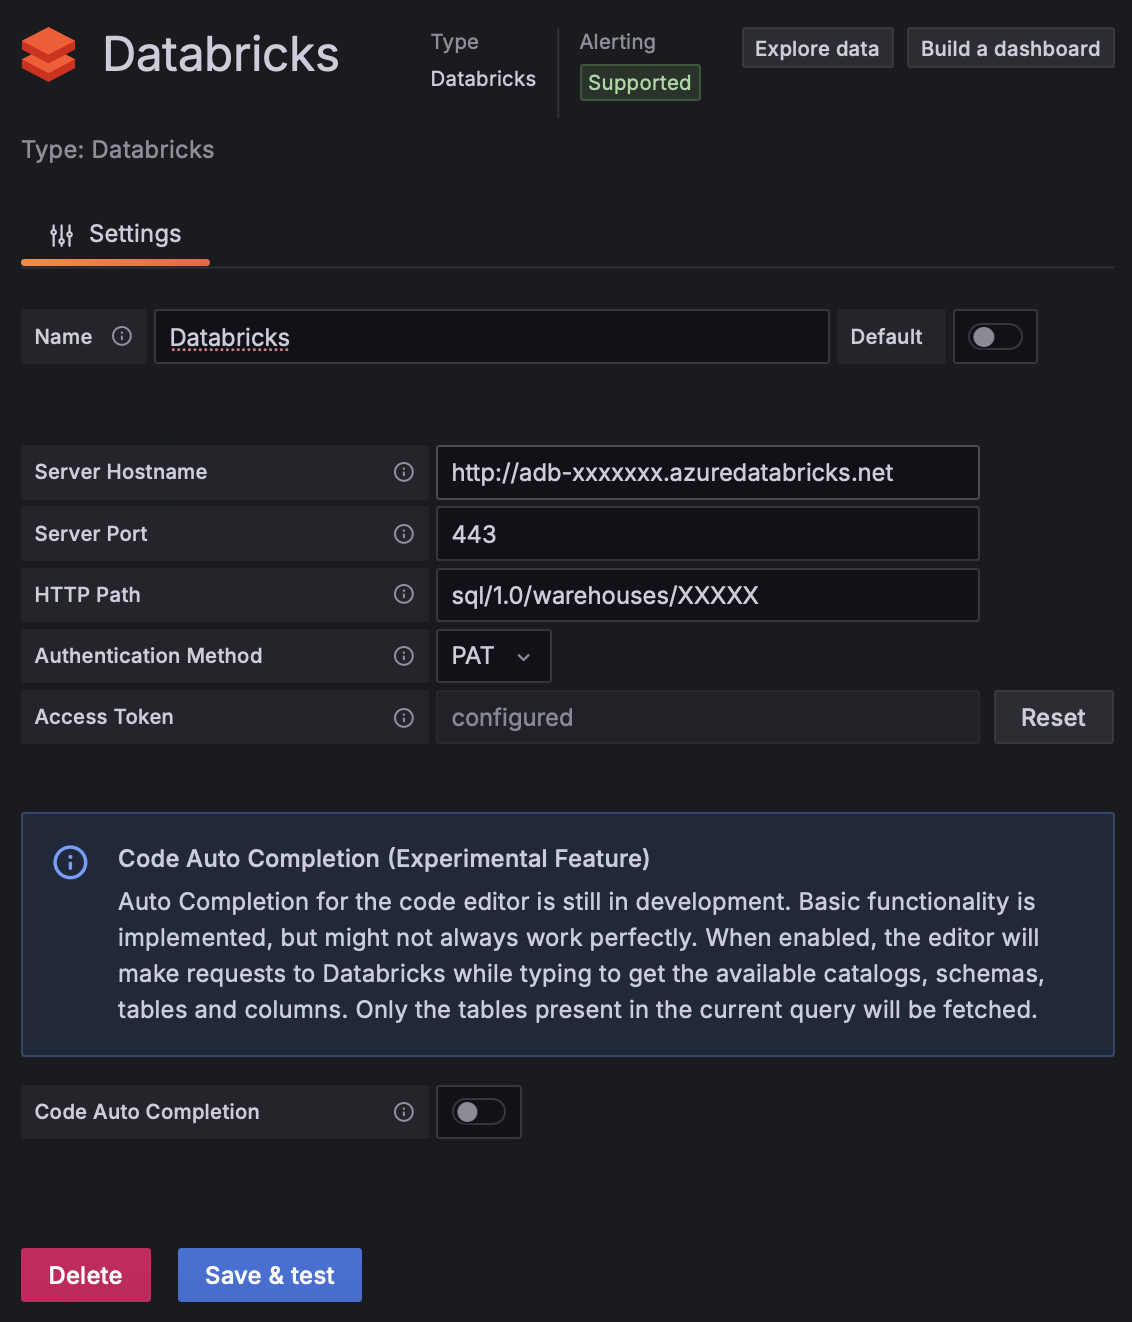 Databricks
Type
Databricks
Alerting
Supported
Explore data
Build a dashboard
Type: Databricks
Settings
Name
Databricks
Default
Server Hostname
http://adb-xxxxxxx.azuredatabricks.net
Server Port
443
HTTP Path
sql/1.0/warehouses/XXXXX
Authentication Method
PAT
Access Token
configured
Reset
Code Auto Completion (Experimental Feature)
Auto Completion for the code editor is still in development. Basic functionality is
implemented, but might not always work perfectly. When enabled, the editor will
make requests to Databricks while typing to get the available catalogs, schemas,
tables and columns. Only the tables present in the current query will be fetched.
Code Auto Completion
Delete
Save & test